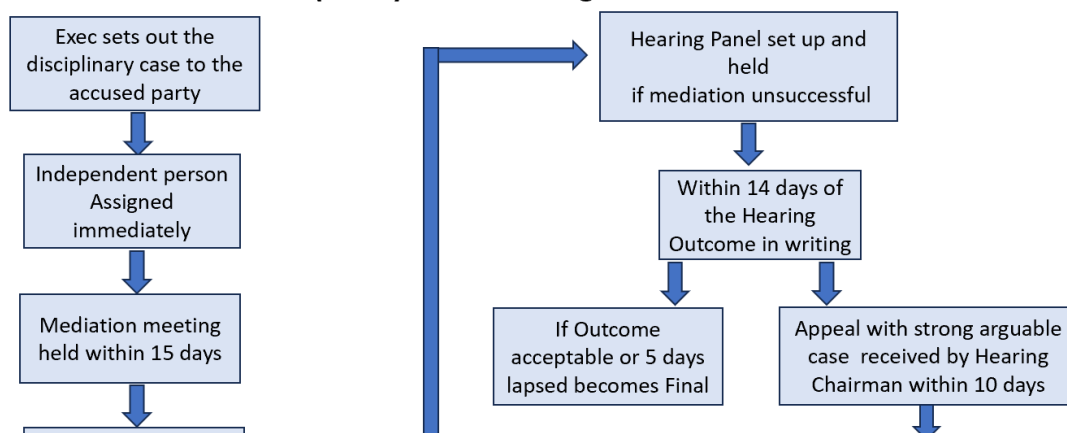 Exec sets out the
disciplinary case to the
accused party
Independent person
Assigned
immediately
Mediation meeting
held within 15 days
Hearing Panel set up and
held
if mediation unsuccessful
Within 14 days of
the Hearing
Outcome in writing
If Outcome
acceptable or 5 days
lapsed becomes Final
Appeal with strong arguable
case received by Hearing
Chairman within 10 days